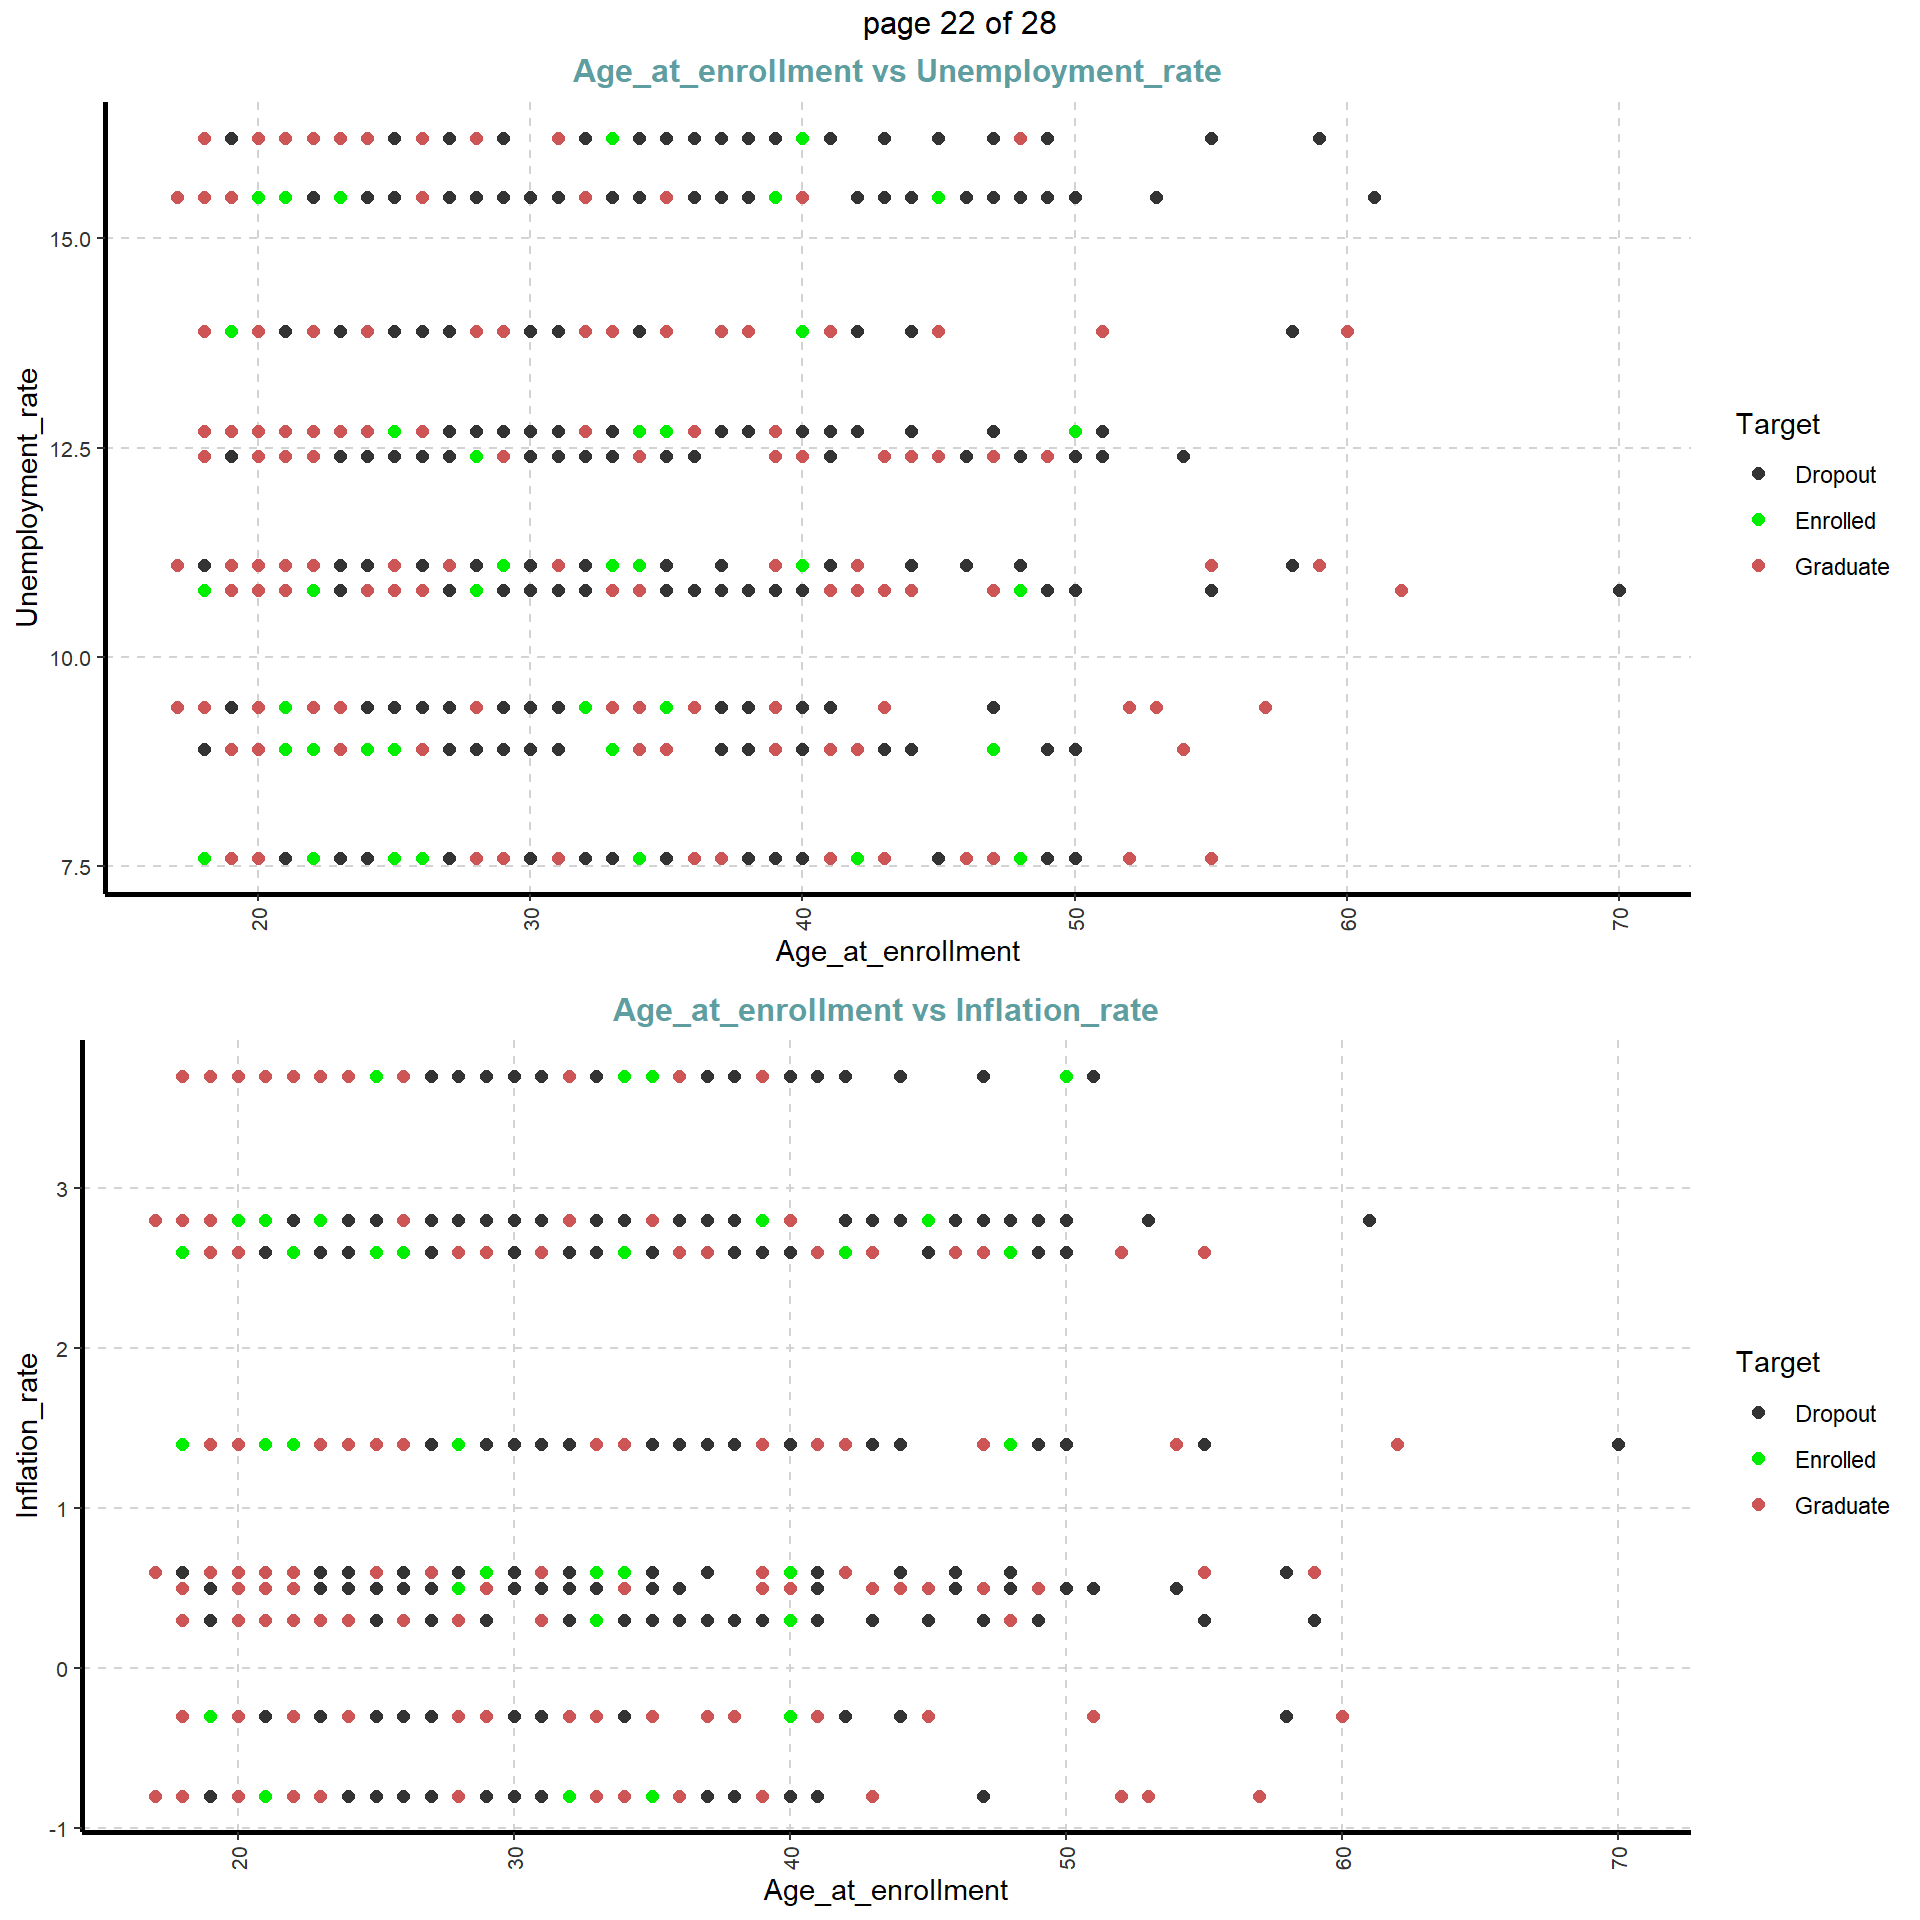 page 22 of 28
Age_at_enrollment vs Unemployment_rate
Unemployment_rate
15.0
12.5
10.0
7.5
20
30
40
50
60
70
Age_at_enrollment
Target
Dropout
Enrolled
Graduate
Age_at_enrollment vs Inflation_rate
Inflation_rate
3
2
1
0
-1
20
30
40
50
60
70
Age_at_enrollment
Target
Dropout
Enrolled
Graduate